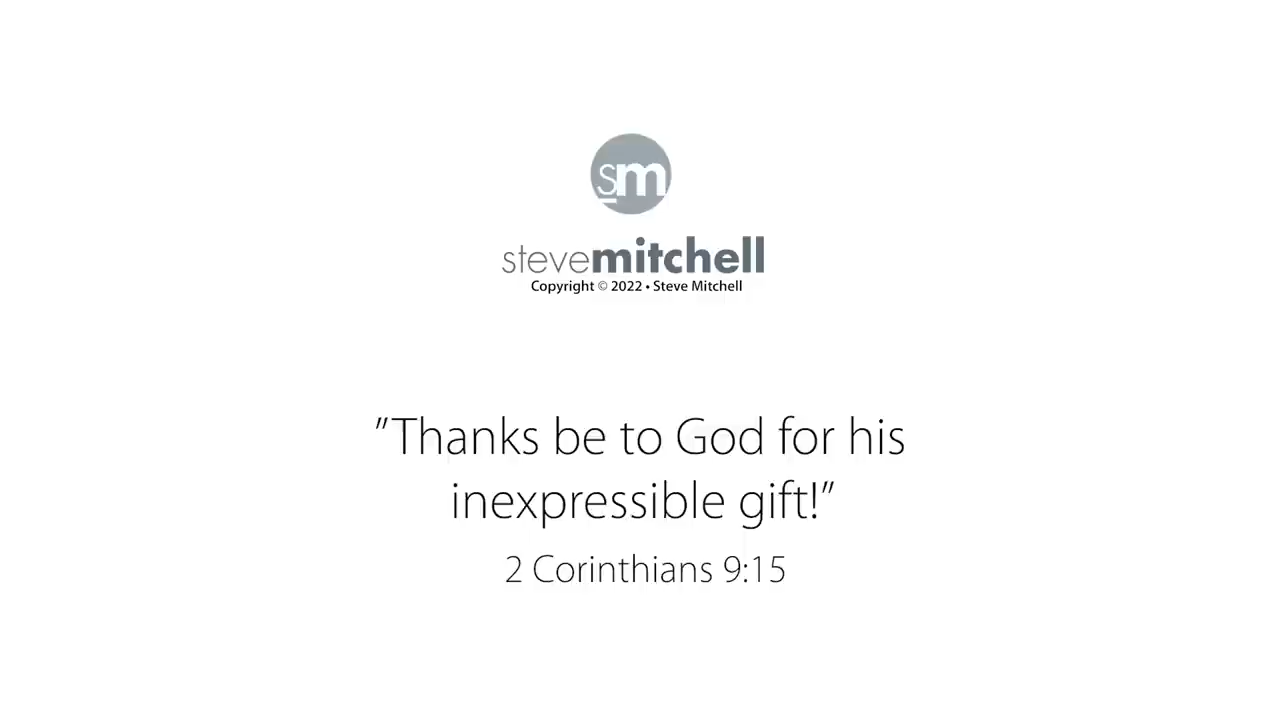 sm
stevemitchell
Copyright © 2022 • Steve Mitchell
"Thanks be to God for his
inexpressible gift!"
2 Corinthians 9:15